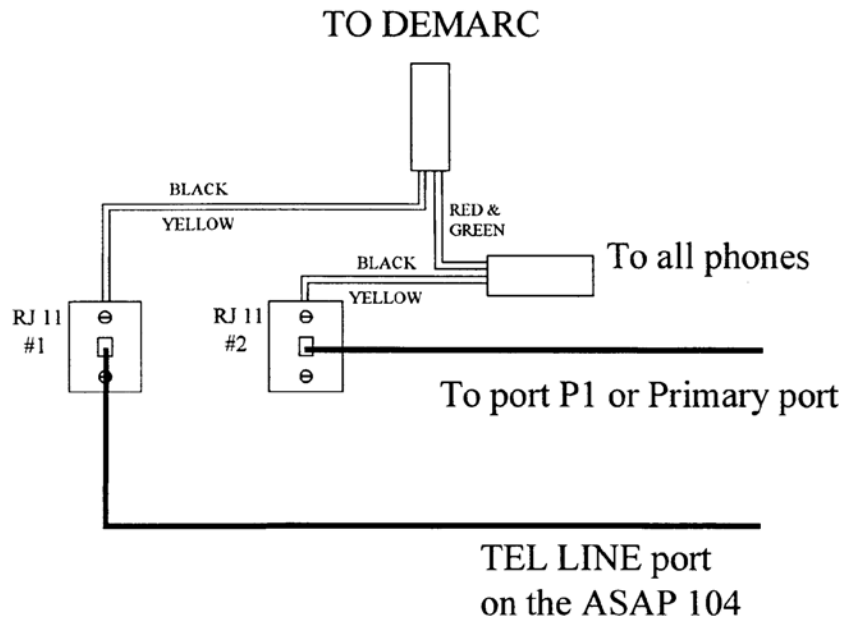 TO DEMARC
BLACK
YELLOW
RED &
GREEN
BLACK
YELLOW
To all phones
RJ 11
#1
RJ 11
#2
To port P1 or Primary port
TEL LINE port
on the ASAP 104